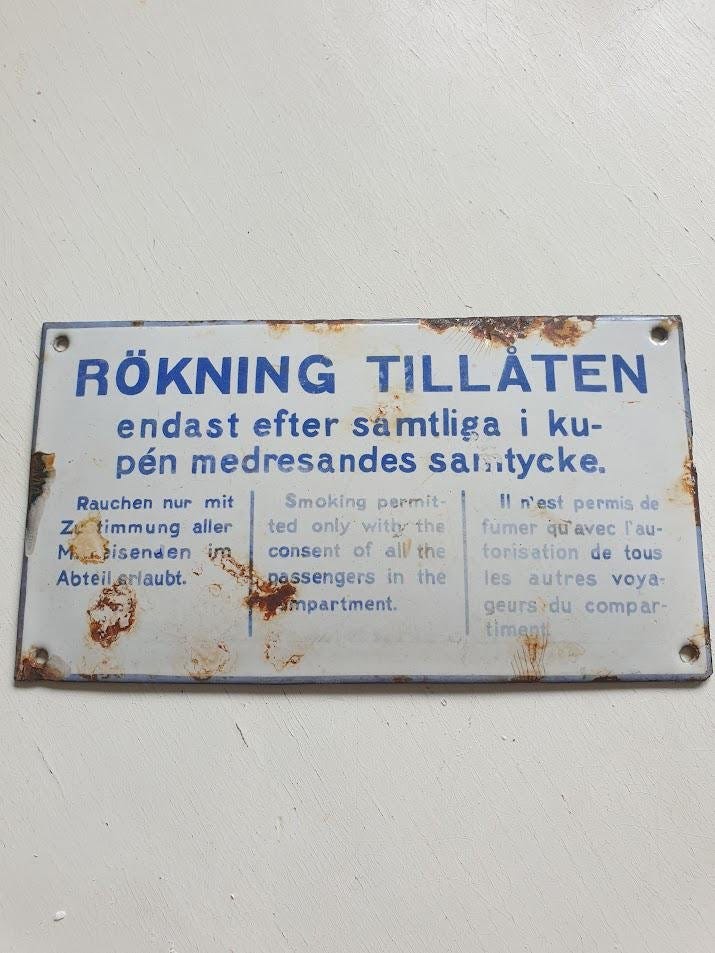 RÖKNING TILLÅTEN
endast efter samtliga i ku-
pén medresandes samtycke.
Rauchen nur mit
Zustimmung aller
Mitreisenden im
Abteil erlaubt.
Smoking permit-
ted only with the
consent of all the
passengers in the
compartment.
Il n'est permis de
fumer qu'avec l'au-
torisation de tous
les autres voya-
geurs du compar-
timent.